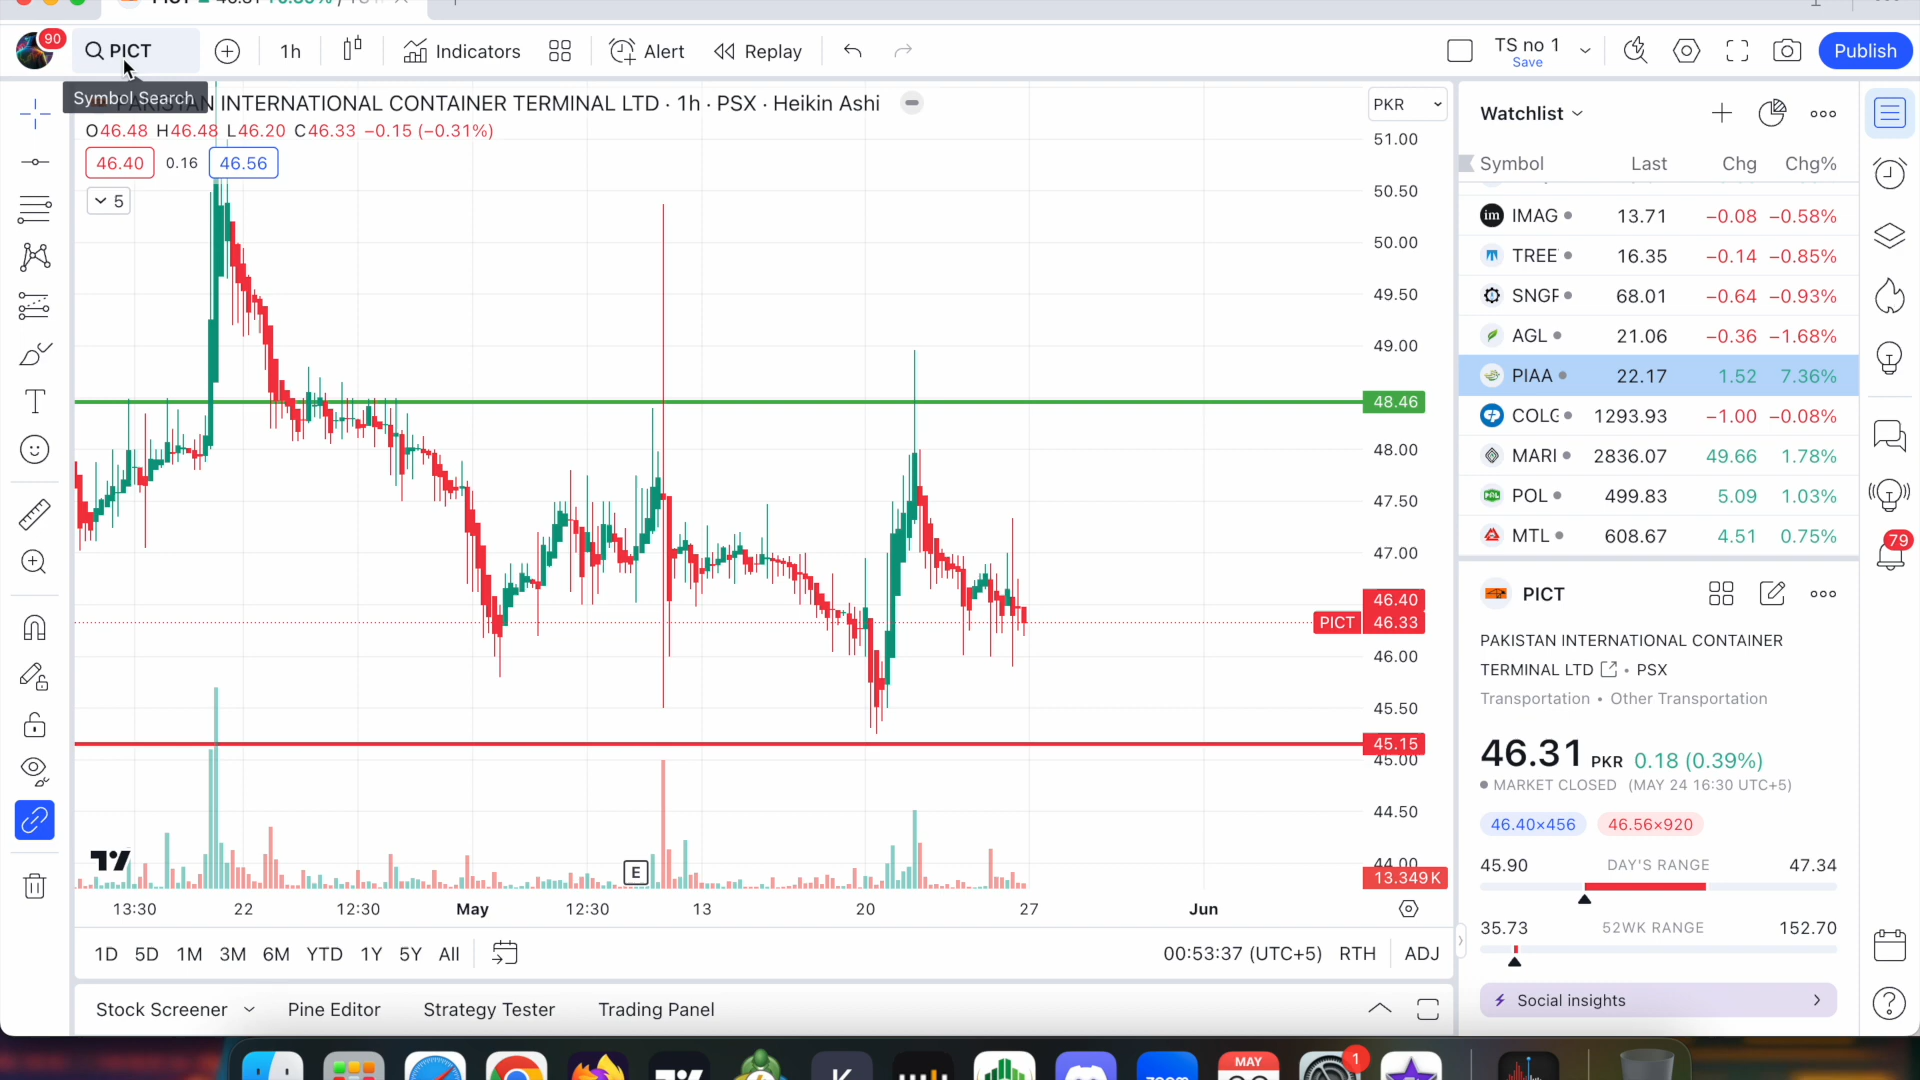 90
PICT
1h
Indicators
Alert
Replay
TS no 1
Save
Publish
Symbol Search
INTERNATIONAL CONTAINER TERMINAL LTD · 1h · PSX · Heikin Ashi
O46.48 H46.48 L46.20 C46.33 −0.15 (−0.31%)
46.40 0.16 46.56
5
PKR
51.00
50.50
50.00
49.50
49.00
48.46
48.00
47.50
47.00
46.40
PICT 46.33
46.00
45.50
45.15
45.00
44.50
44.00
13.349K
E
13:30 22 12:30 May 12:30 13 20 27 Jun
1D 5D 1M 3M 6M YTD 1Y 5Y All
00:53:37 (UTC+5) RTH ADJ
Stock Screener Pine Editor Strategy Tester Trading Panel
Watchlist
Symbol Last Chg Chg%
im IMAG 13.71 −0.08 −0.58%
TREE 16.35 −0.14 −0.85%
SNGF 68.01 −0.64 −0.93%
AGL 21.06 −0.36 −1.68%
PIAA 22.17 1.52 7.36%
COLG 1293.93 −1.00 −0.08%
MARI 2836.07 49.66 1.78%
POL 499.83 5.09 1.03%
MTL 608.67 4.51 0.75%
79
PICT
PAKISTAN INTERNATIONAL CONTAINER
TERMINAL LTD • PSX
Transportation • Other Transportation
46.31 PKR 0.18 (0.39%)
MARKET CLOSED (MAY 24 16:30 UTC+5)
46.40×456 46.56×920
45.90 DAY'S RANGE 47.34
35.73 52WK RANGE 152.70
Social insights
MAY
1